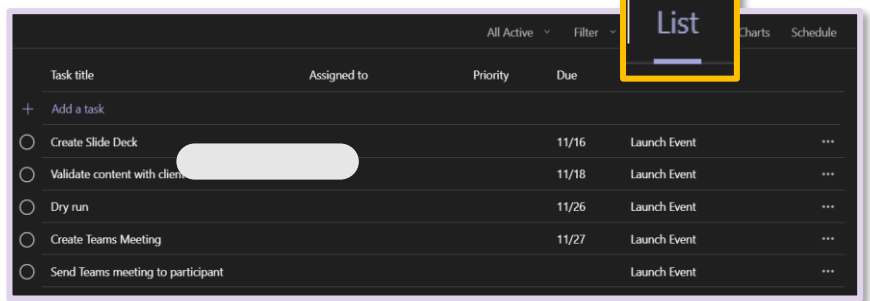 All Active Filter List Charts Schedule
Task title Assigned to Priority Due
Add a task
Create Slide Deck 11/16 Launch Event
Validate content with client 11/18 Launch Event
Dry run 11/26 Launch Event
Create Teams Meeting 11/27 Launch Event
Send Teams meeting to participant Launch Event